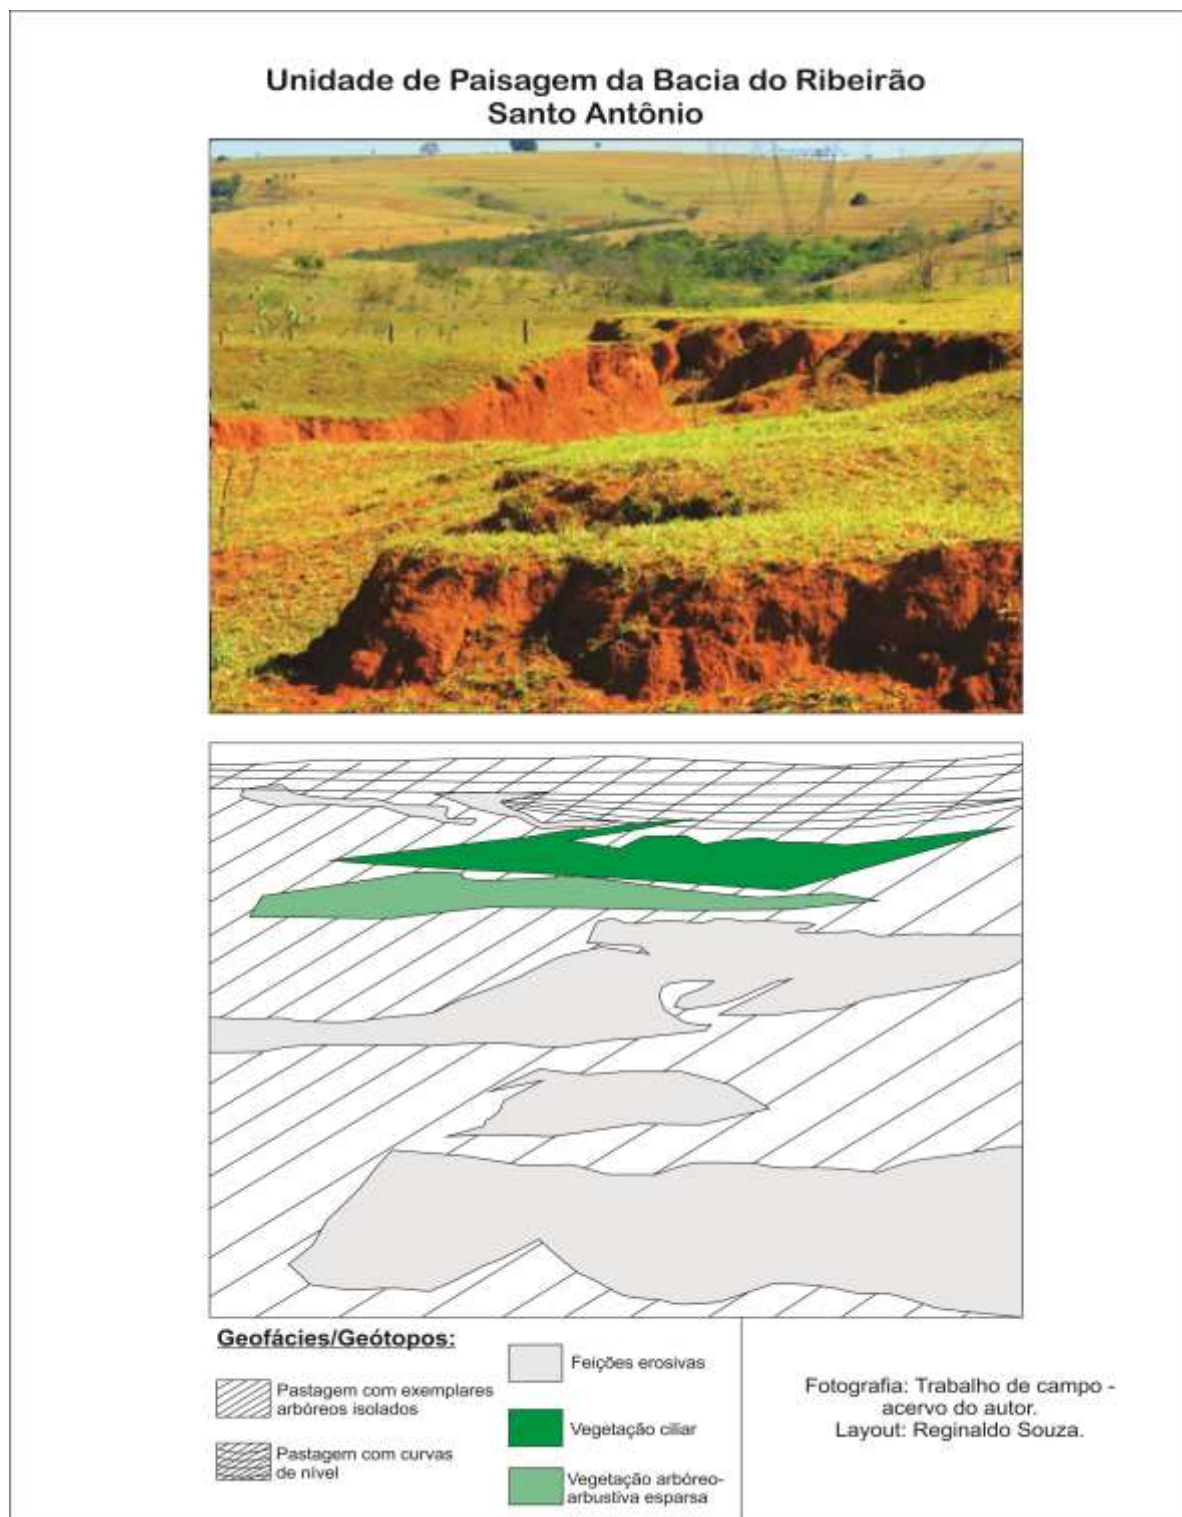 Unidade de Paisagem da Bacia do Ribeirão
Santo Antônio
Geofácies/Geótopos:
Pastagem com exemplares
arbóreos isolados
Pastagem com curvas
de nível
Feições erosivas
Vegetação ciliar
Vegetação arbóreo-
arbustiva esparsa
Fotografia: Trabalho de campo -
acervo do autor.
Layout: Reginaldo Souza.